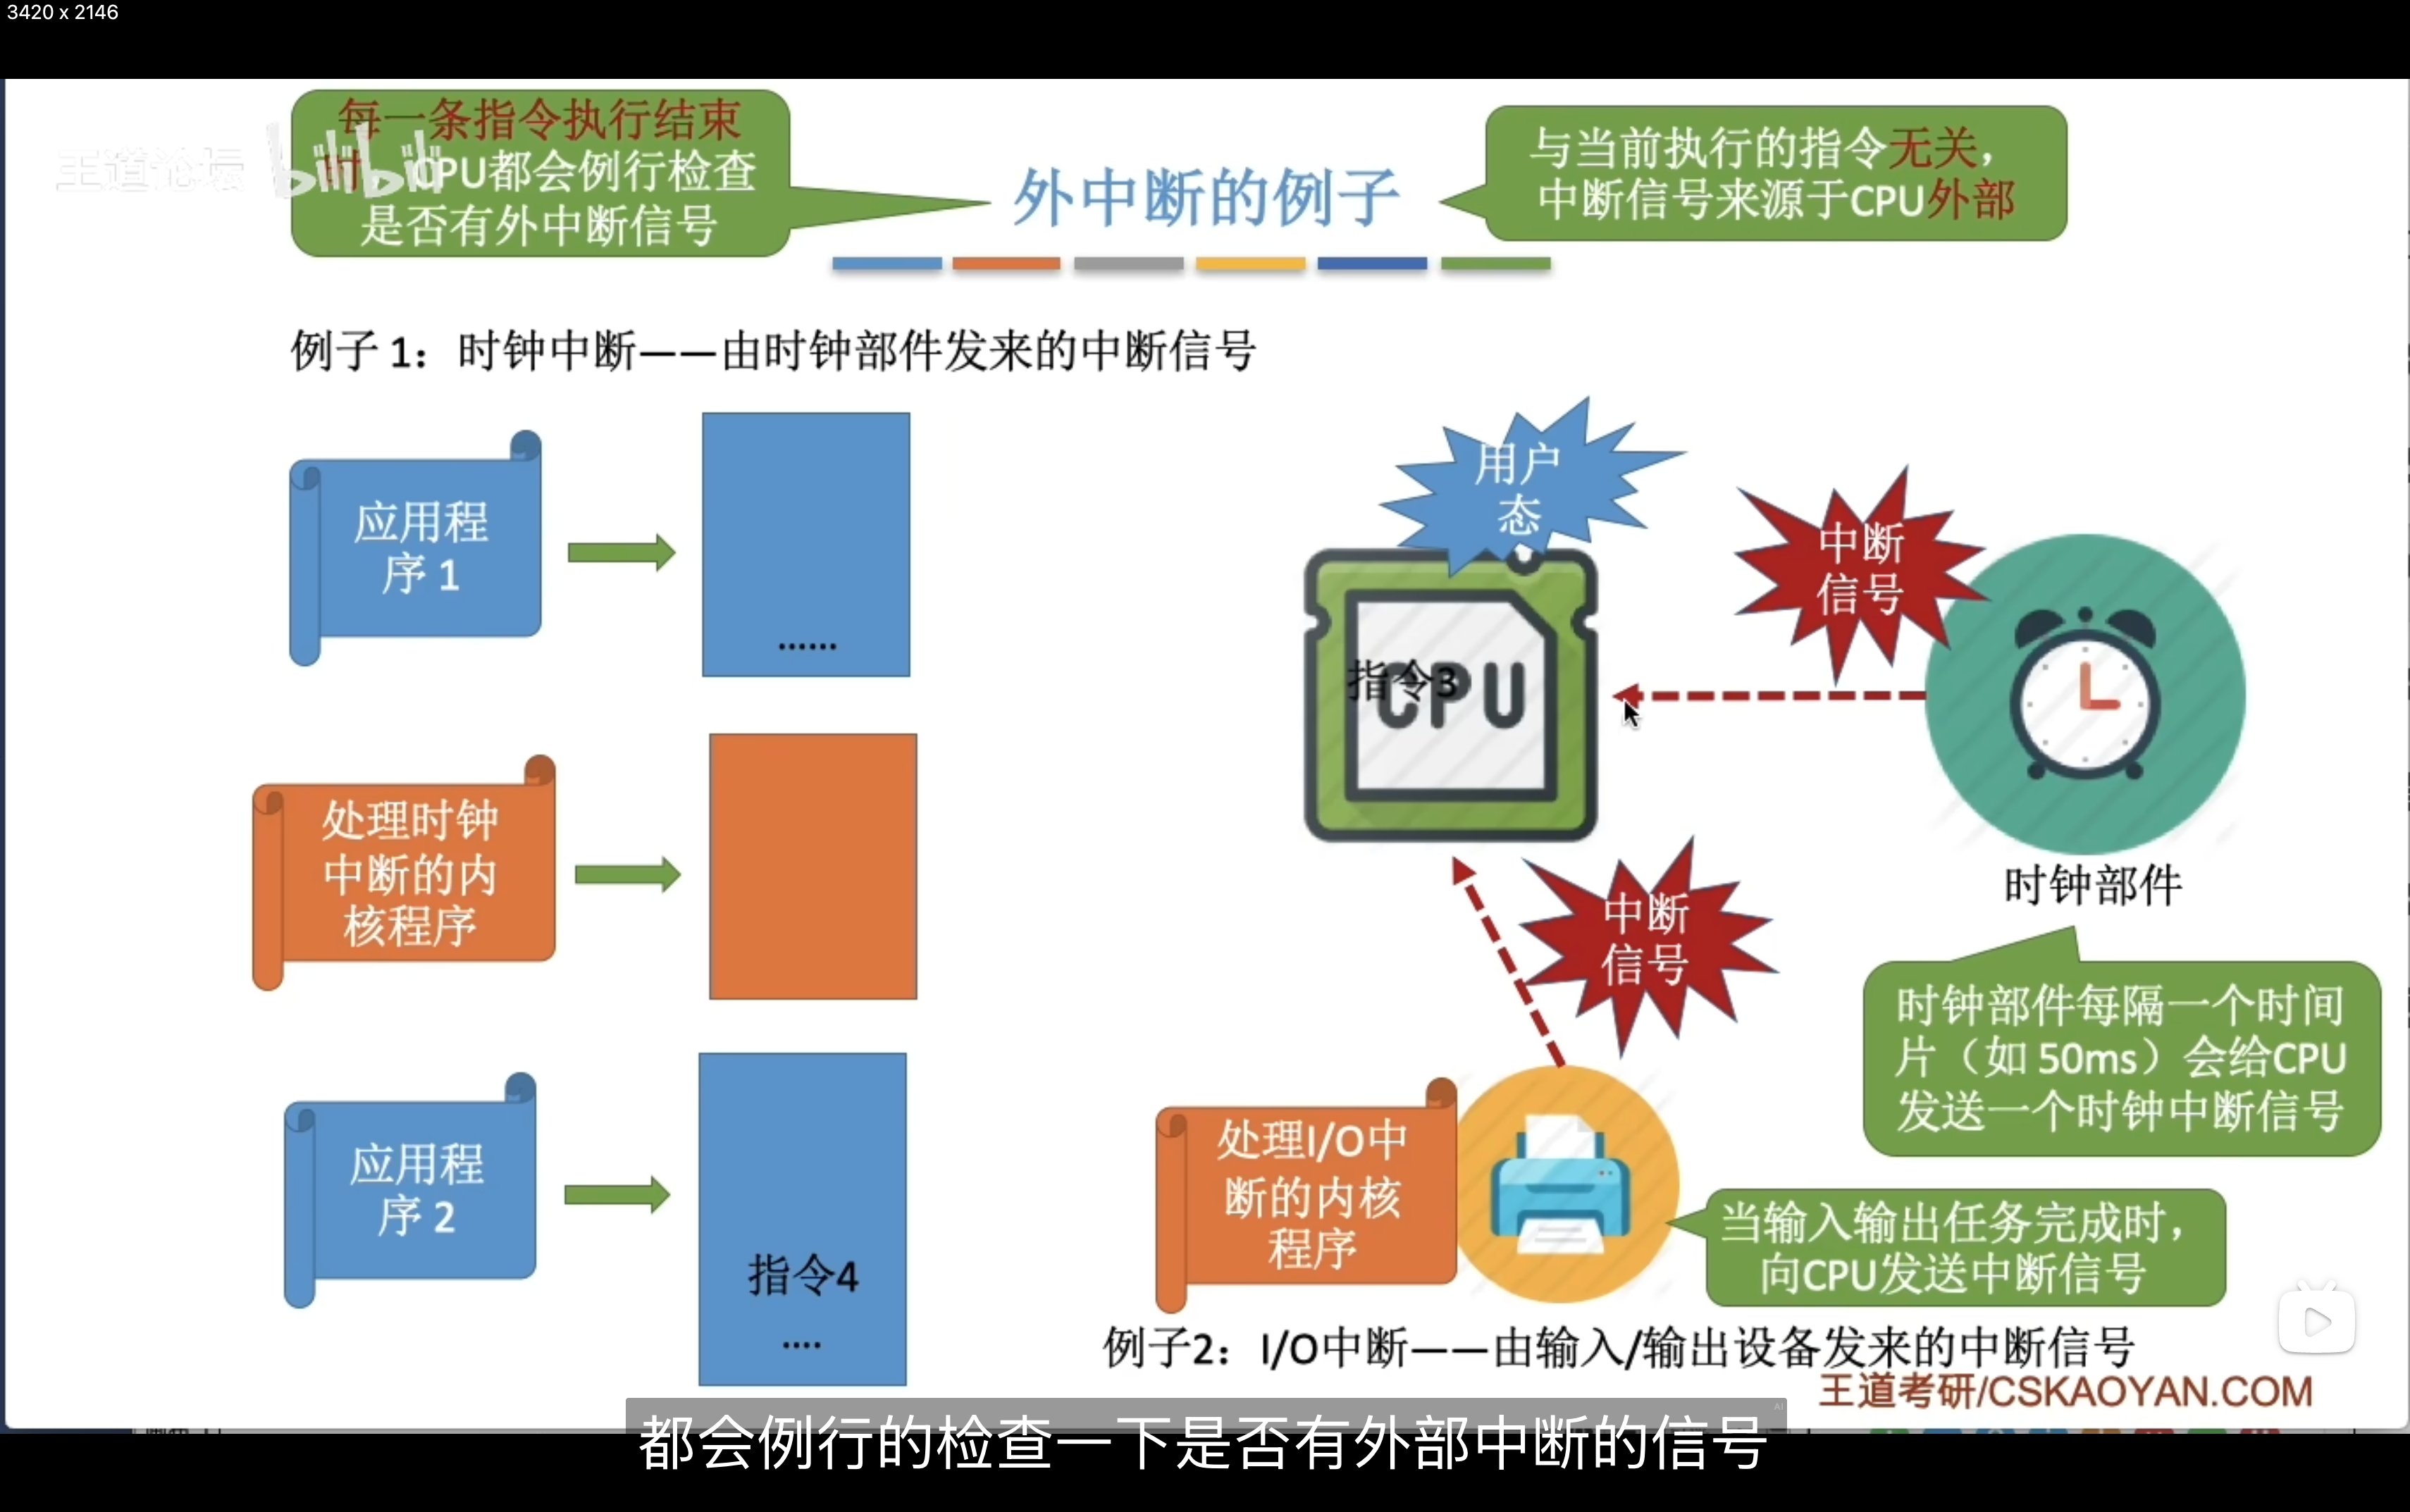 3420 x 2146
每一条指令执行结束
时，CPU都会例行检查
是否有外中断信号
王道论坛
bilibili
外中断的例子
与当前执行的指令无关，
中断信号来源于CPU外部
例子 1：时钟中断——由时钟部件发来的中断信号
应用程
序 1
......
用户
态
指令3
CPU
中断
信号
时钟部件
处理时钟
中断的内
核程序
中断
信号
时钟部件每隔一个时间
片（如 50ms）会给CPU
发送一个时钟中断信号
应用程
序 2
指令4
....
处理I/O中
断的内核
程序
当输入输出任务完成时，
向CPU发送中断信号
例子2：I/O中断——由输入/输出设备发来的中断信号
王道考研/CSKAOYAN.COM
AI
都会例行的检查一下是否有外部中断的信号